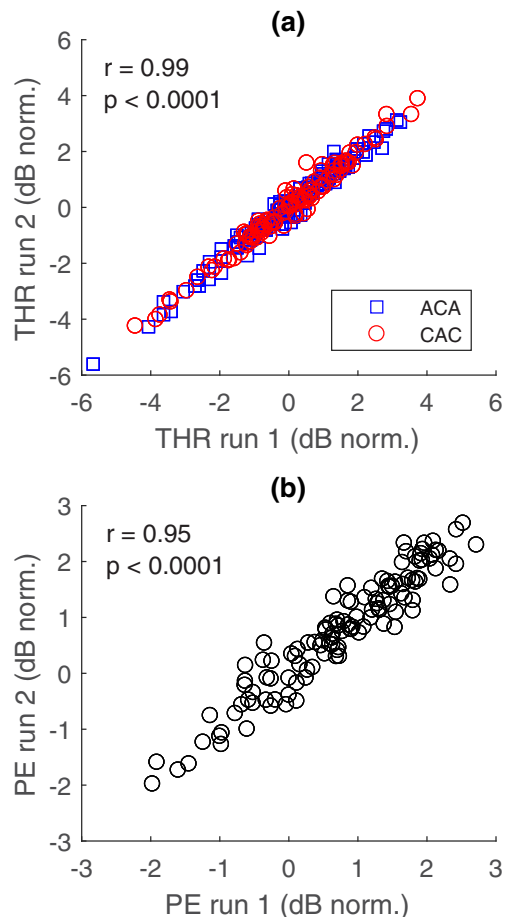 (a)
r = 0.99
p < 0.0001
6
4
2
0
-2
-4
-6
THR run 2 (dB norm.)
ACA
CAC
-6 -4 -2 0 2 4 6
THR run 1 (dB norm.)
(b)
r = 0.95
p < 0.0001
3
2
1
0
-1
-2
-3
PE run 2 (dB norm.)
-3 -2 -1 0 1 2 3
PE run 1 (dB norm.)